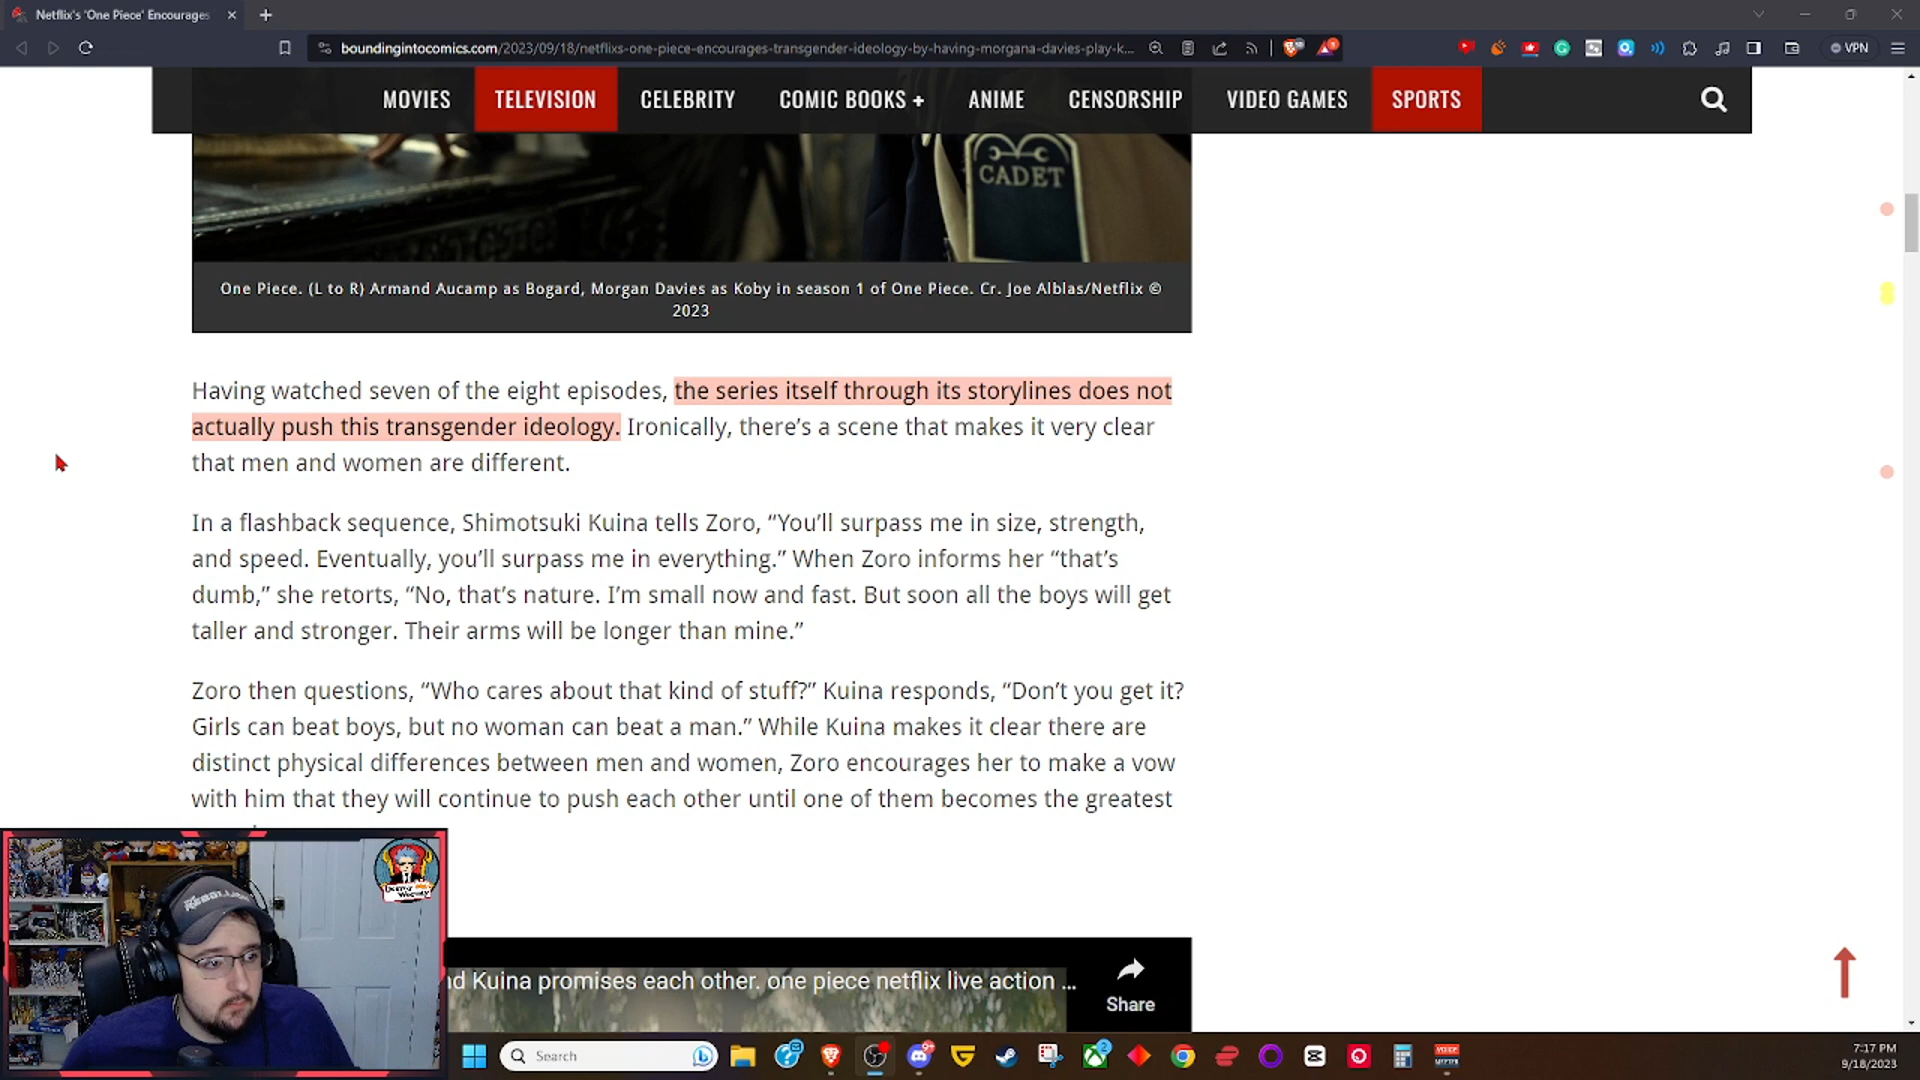 Netflix's 'One Piece' Encourages
boundingintocomics.com/2023/09/18/netflixs-one-piece-encourages-transgender-ideology-by-having-morgana-davies-play-k...
VPN
MOVIES
TELEVISION
CELEBRITY
COMIC BOOKS +
ANIME
CENSORSHIP
VIDEO GAMES
SPORTS
CADET
One Piece. (L to R) Armand Aucamp as Bogard, Morgan Davies as Koby in season 1 of One Piece. Cr. Joe Alblas/Netflix ©
2023
Having watched seven of the eight episodes, the series itself through its storylines does not
actually push this transgender ideology. Ironically, there’s a scene that makes it very clear
that men and women are different.
In a flashback sequence, Shimotsuki Kuina tells Zoro, “You’ll surpass me in size, strength,
and speed. Eventually, you’ll surpass me in everything.” When Zoro informs her “that’s
dumb,” she retorts, “No, that’s nature. I’m small now and fast. But soon all the boys will get
taller and stronger. Their arms will be longer than mine.”
Zoro then questions, “Who cares about that kind of stuff?” Kuina responds, “Don’t you get it?
Girls can beat boys, but no woman can beat a man.” While Kuina makes it clear there are
distinct physical differences between men and women, Zoro encourages her to make a vow
with him that they will continue to push each other until one of them becomes the greatest
nd Kuina promises each other. one piece netflix live action ...
Share
Search
7:17 PM
9/18/2023